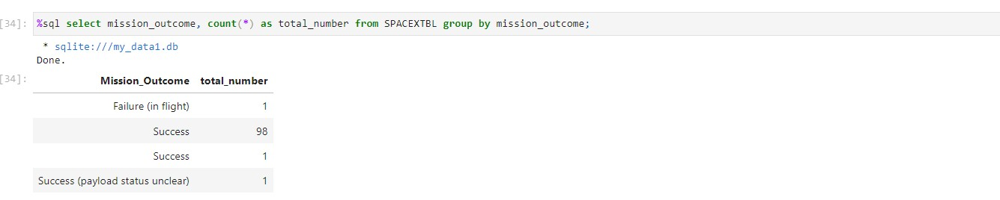 [34]: %sql select mission_outcome, count(*) as total_number from SPACEXTBL group by mission_outcome;
* sqlite:///my_data1.db
Done.
[34]: Mission_Outcome total_number
Failure (in flight) 1
Success 98
Success 1
Success (payload status unclear) 1